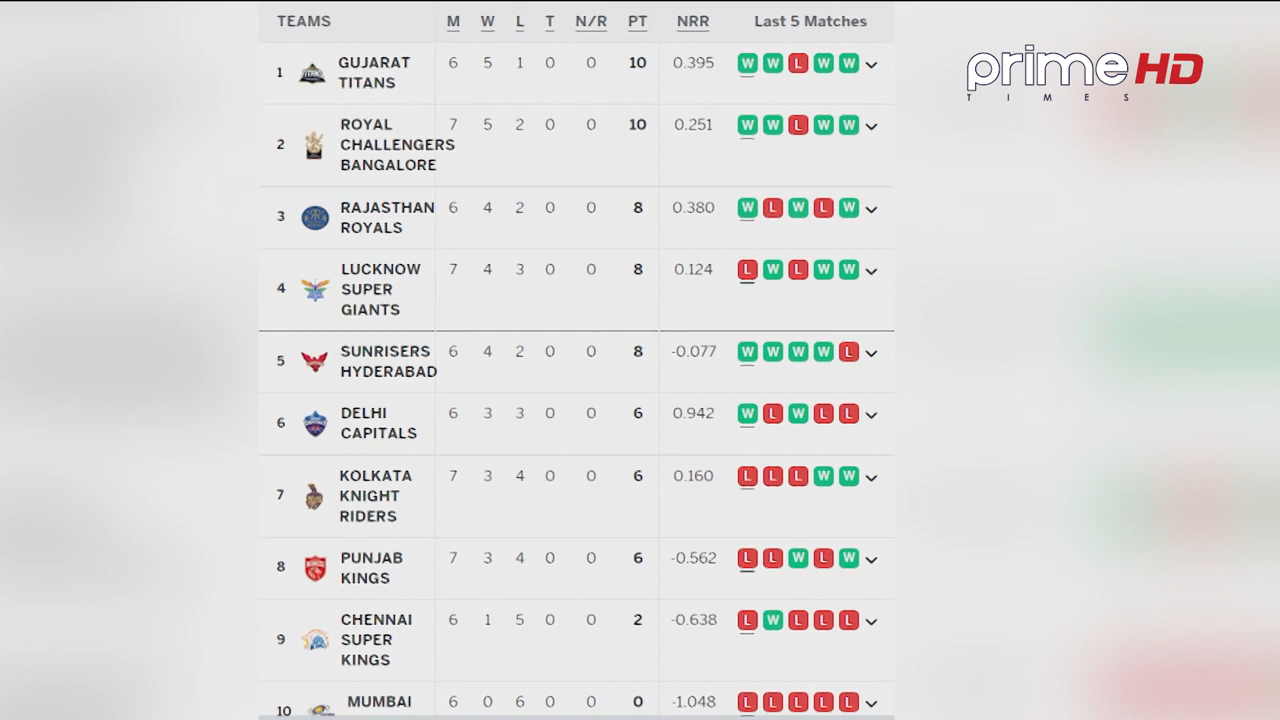 TEAMS M W L T N/R PT NRR Last 5 Matches
prime HD
TIMES
1 GUJARAT TITANS 6 5 1 0 0 10 0.395 W W L W W
2 ROYAL CHALLENGERS BANGALORE 7 5 2 0 0 10 0.251 W W L W W
3 RAJASTHAN ROYALS 6 4 2 0 0 8 0.380 W L W L W
4 LUCKNOW SUPER GIANTS 7 4 3 0 0 8 0.124 L W L W W
5 SUNRISERS HYDERABAD 6 4 2 0 0 8 -0.077 W W W W L
6 DELHI CAPITALS 6 3 3 0 0 6 0.942 W L W L L
7 KOLKATA KNIGHT RIDERS 7 3 4 0 0 6 0.160 L L L W W
8 PUNJAB KINGS 7 3 4 0 0 6 -0.562 L L W L W
9 CHENNAI SUPER KINGS 6 1 5 0 0 2 -0.638 L W L L L
10 MUMBAI 6 0 6 0 0 0 -1.048 L L L L L